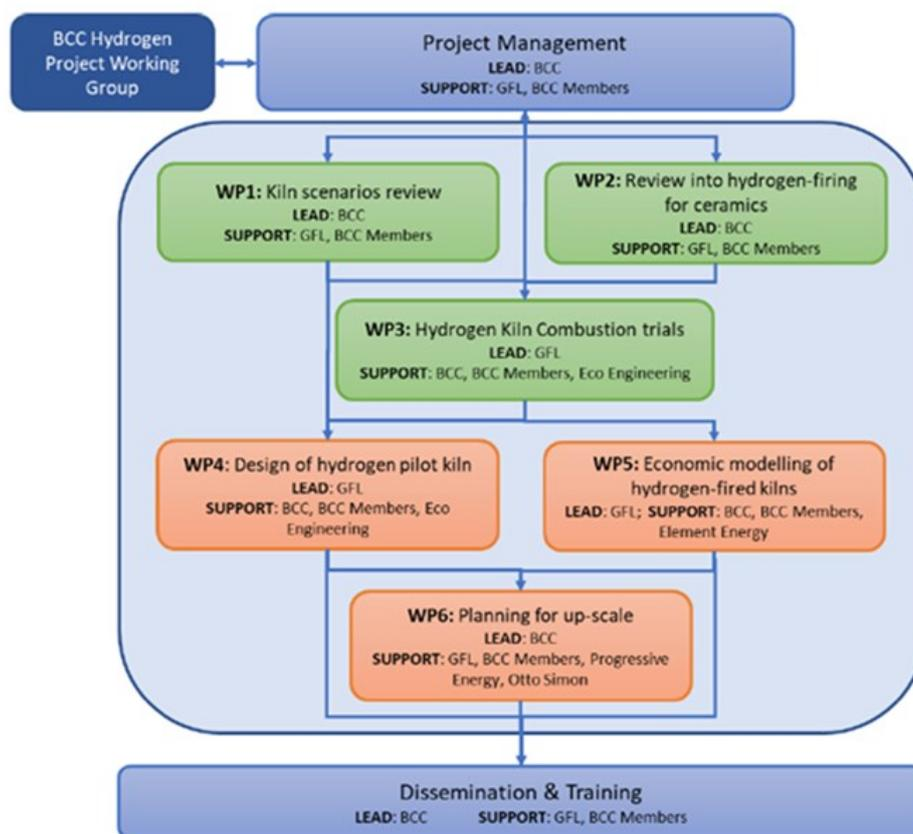 BCC Hydrogen
Project Working
Group
Project Management
LEAD: BCC
SUPPORT: GFL, BCC Members
WP1: Kiln scenarios review
LEAD: BCC
SUPPORT: GFL, BCC Members
WP2: Review into hydrogen-firing
for ceramics
LEAD: BCC
SUPPORT: GFL, BCC Members
WP3: Hydrogen Kiln Combustion trials
LEAD: GFL
SUPPORT: BCC, BCC Members, Eco Engineering
WP4: Design of hydrogen pilot kiln
LEAD: GFL
SUPPORT: BCC, BCC Members, Eco
Engineering
WP5: Economic modelling of
hydrogen-fired kilns
LEAD: GFL; SUPPORT: BCC, BCC Members,
Element Energy
WP6: Planning for up-scale
LEAD: BCC
SUPPORT: GFL, BCC Members, Progressive
Energy, Otto Simon
Dissemination & Training
LEAD: BCC SUPPORT: GFL, BCC Members